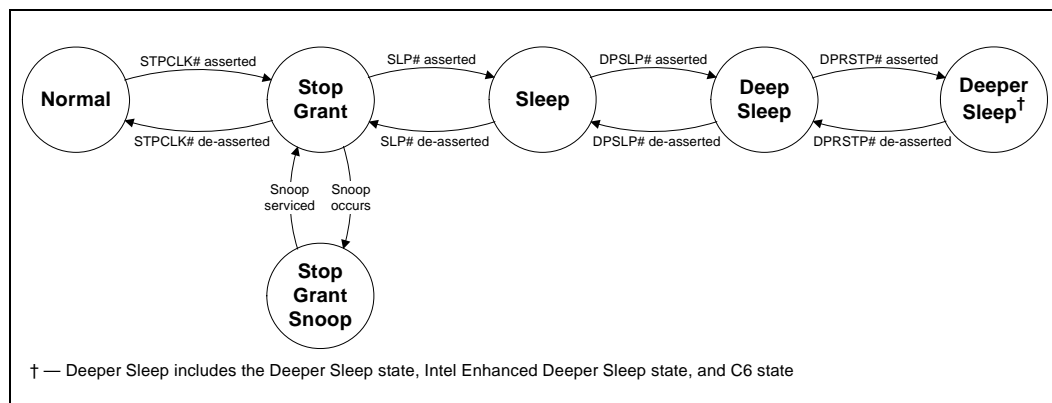 STPCLK# asserted
SLP# asserted
DPSLP# asserted
DPRSTP# asserted
Normal
Stop
Grant
Sleep
Deep
Sleep
Deeper
Sleep†
STPCLK# de-asserted
SLP# de-asserted
DPSLP# de-asserted
DPRSTP# de-asserted
Snoop
serviced
Snoop
occurs
Stop
Grant
Snoop
† — Deeper Sleep includes the Deeper Sleep state, Intel Enhanced Deeper Sleep state, and C6 state